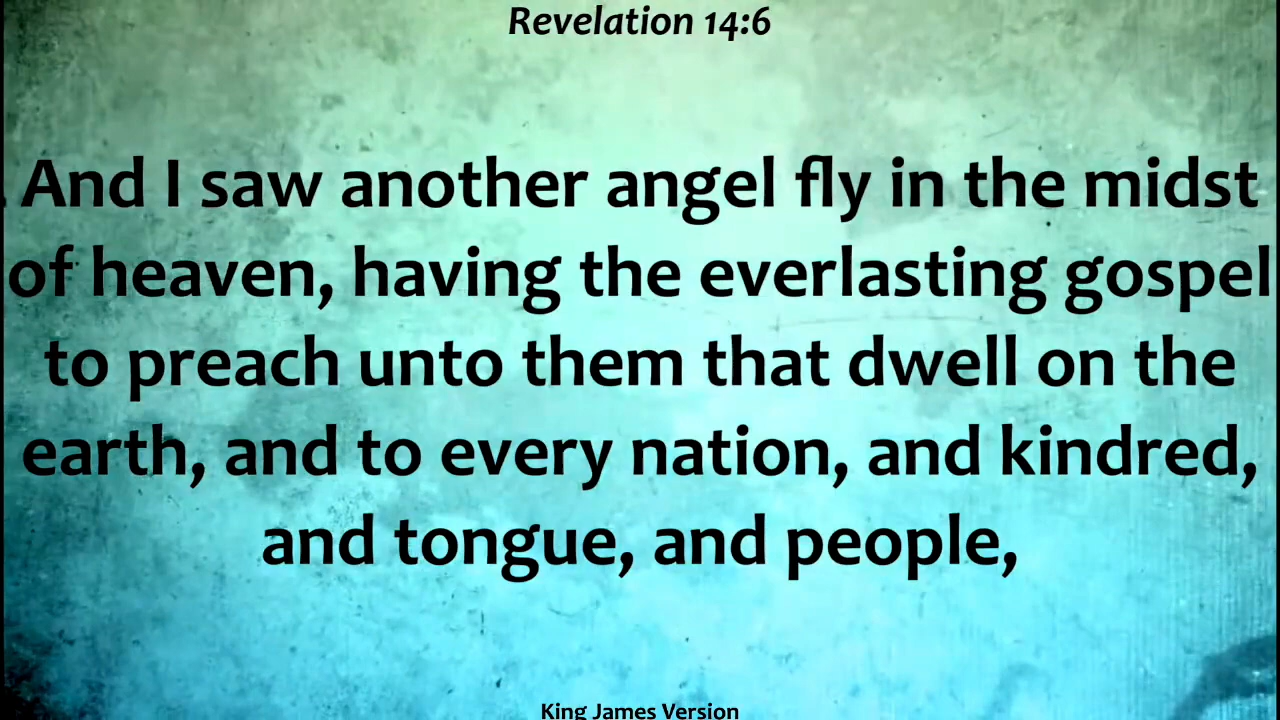 Revelation 14:6
And I saw another angel fly in the midst
of heaven, having the everlasting gospel
to preach unto them that dwell on the
earth, and to every nation, and kindred,
and tongue, and people,
King James Version